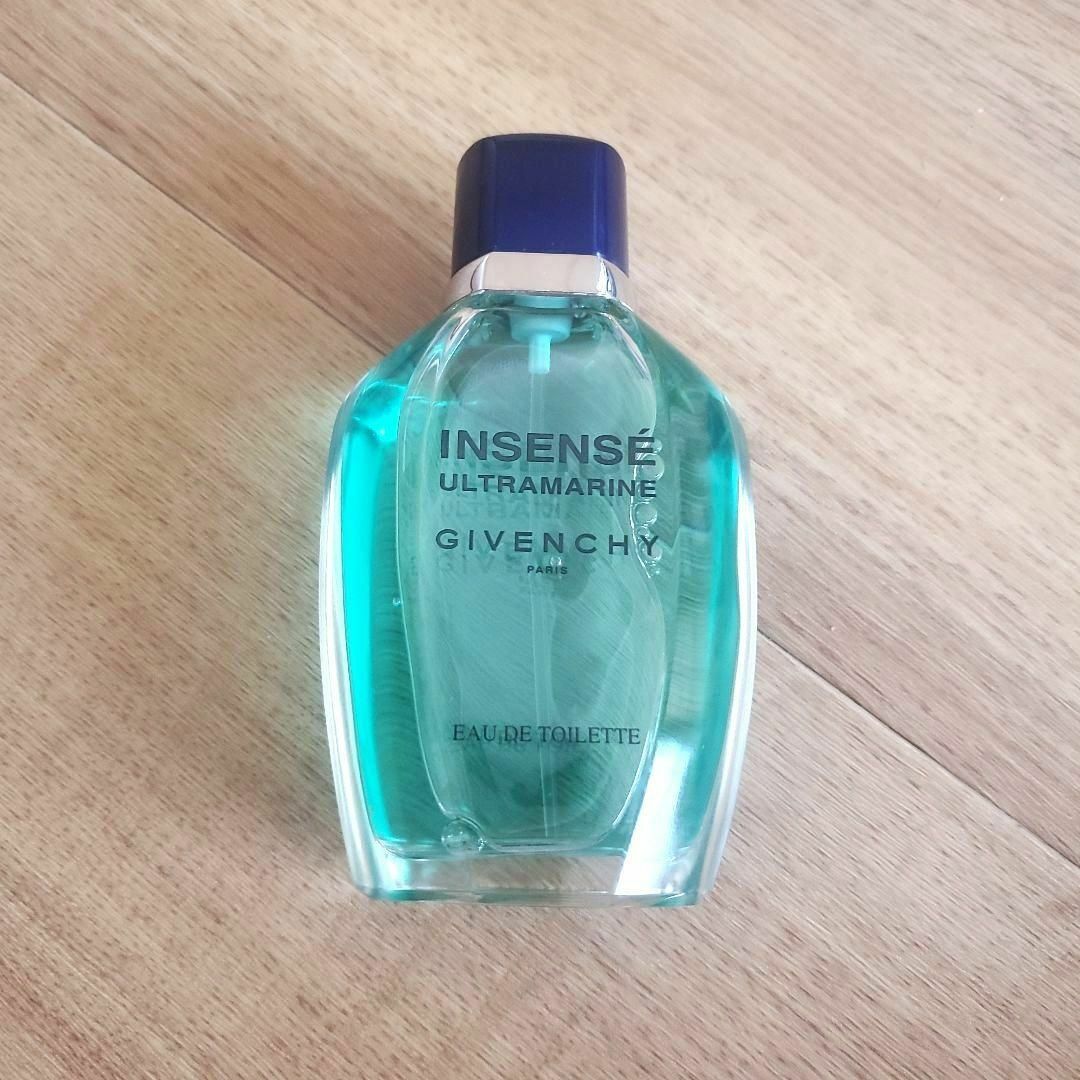 INSENSÉ
ULTRAMARINE
GIVENCHY
PARIS
EAU DE TOILETTE